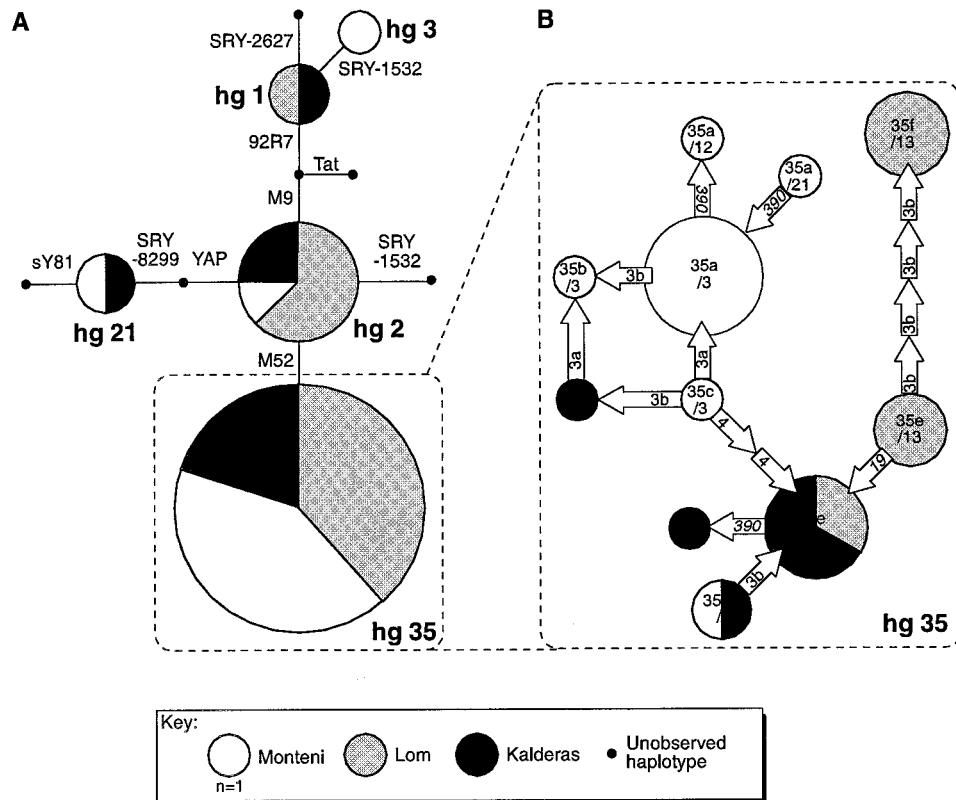 A
SRY-2627
hg 3
SRY-1532
hg 1
92R7
Tat
M9
sY81
SRY
-8299
YAP
SRY
-1532
hg 21
hg 2
M52
hg 35
B
35a
/12
390
35a
/21
390
35f
/13
35a
/3
35b
/3
3b
3b
3b
3b
3b
3a
3a
3b
35c
/3
4
4
35e
/13
19
e
390
3b
35
/
hg 35
Key:
Monteni
n=1
Lom
Kalderas
Unobserved
haplotype